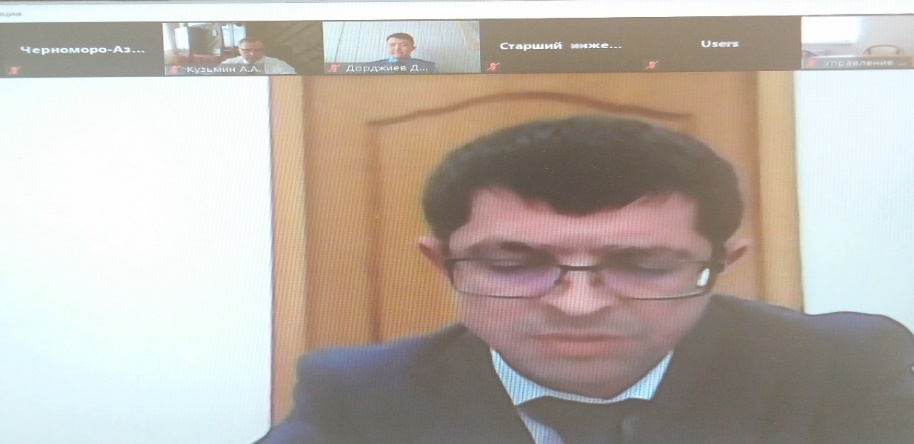 Черноморо-Аз...
Кузьмин А.А.
Дорджиев Д...
Старший инже...
Users
Управление ...